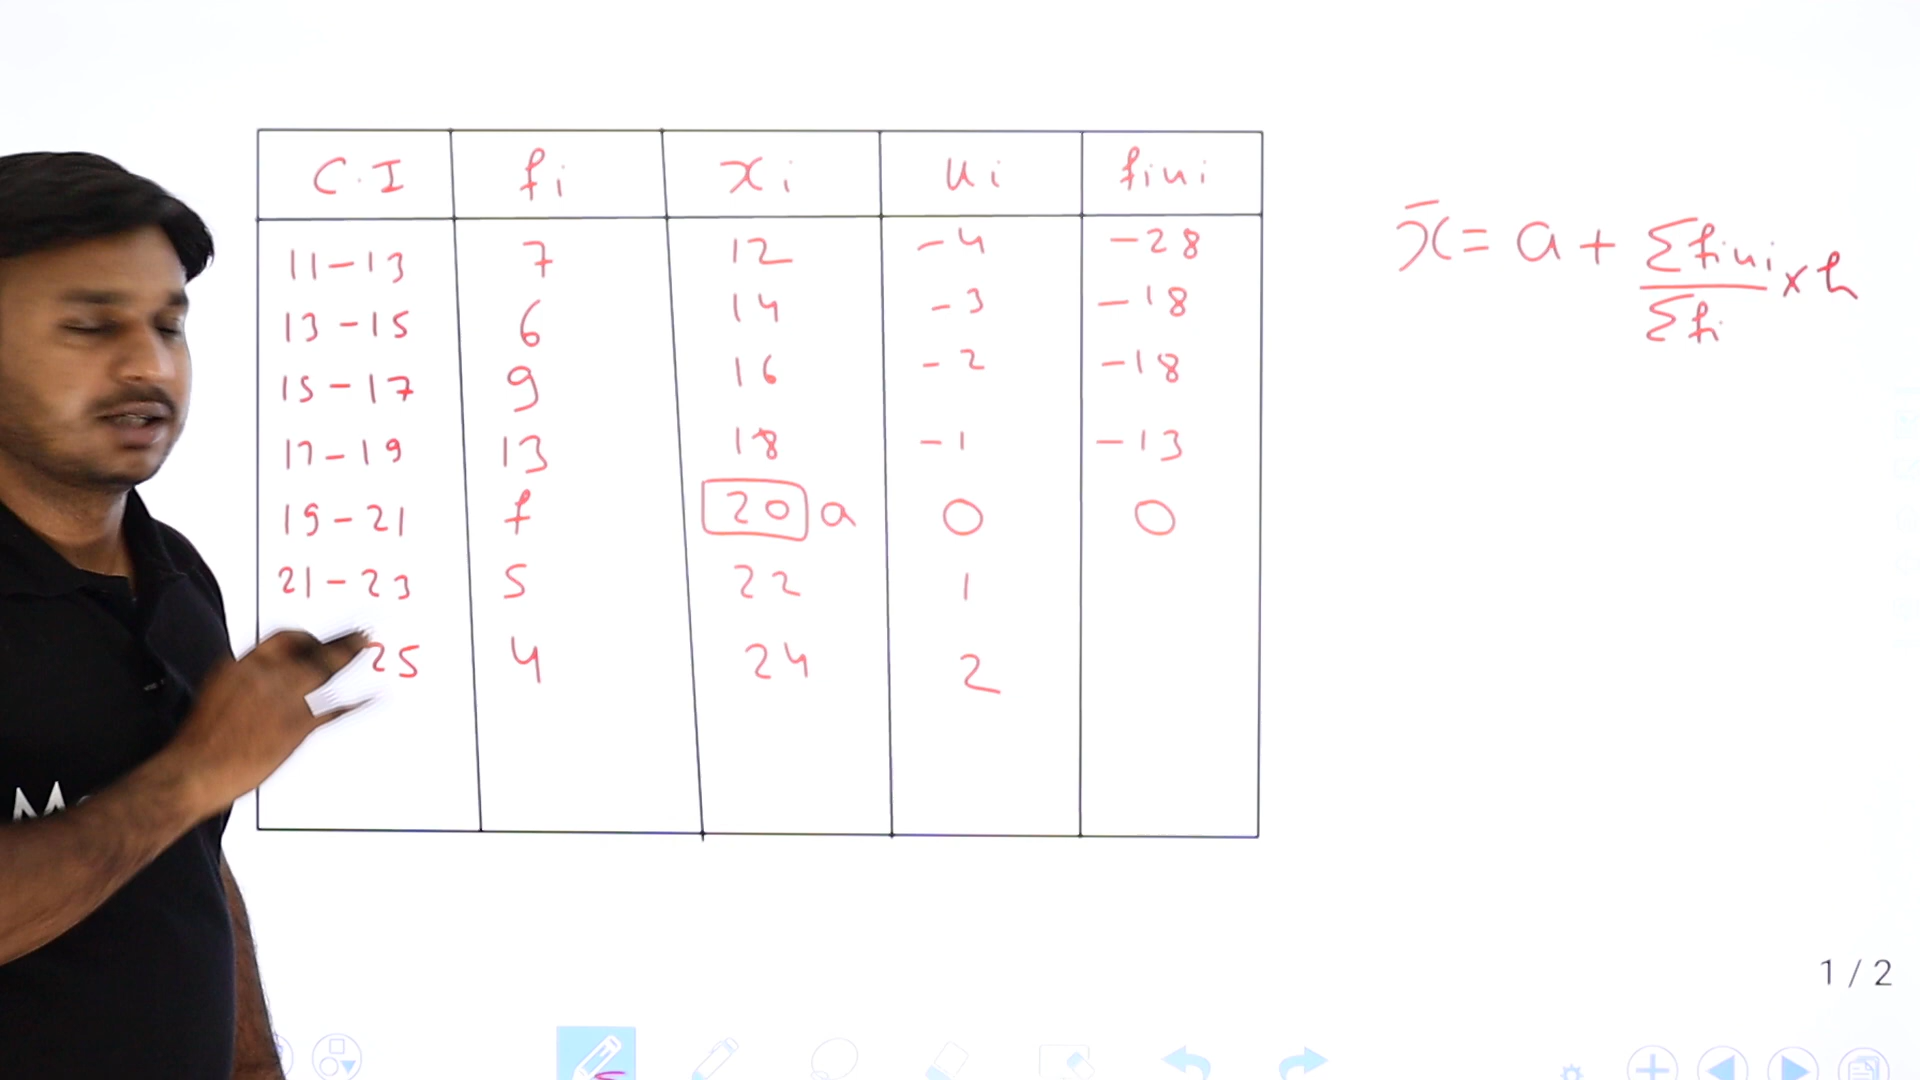 C.I fi xi ui fiui
11-13 7 12 -4 -28
13-15 6 14 -3 -18
15-17 9 16 -2 -18
17-19 13 18 -1 -13
19-21 f 20 a 0 0
21-23 5 22 1
25 4 24 2
x̄ = a + Σfiui/Σfi × h
1 / 2